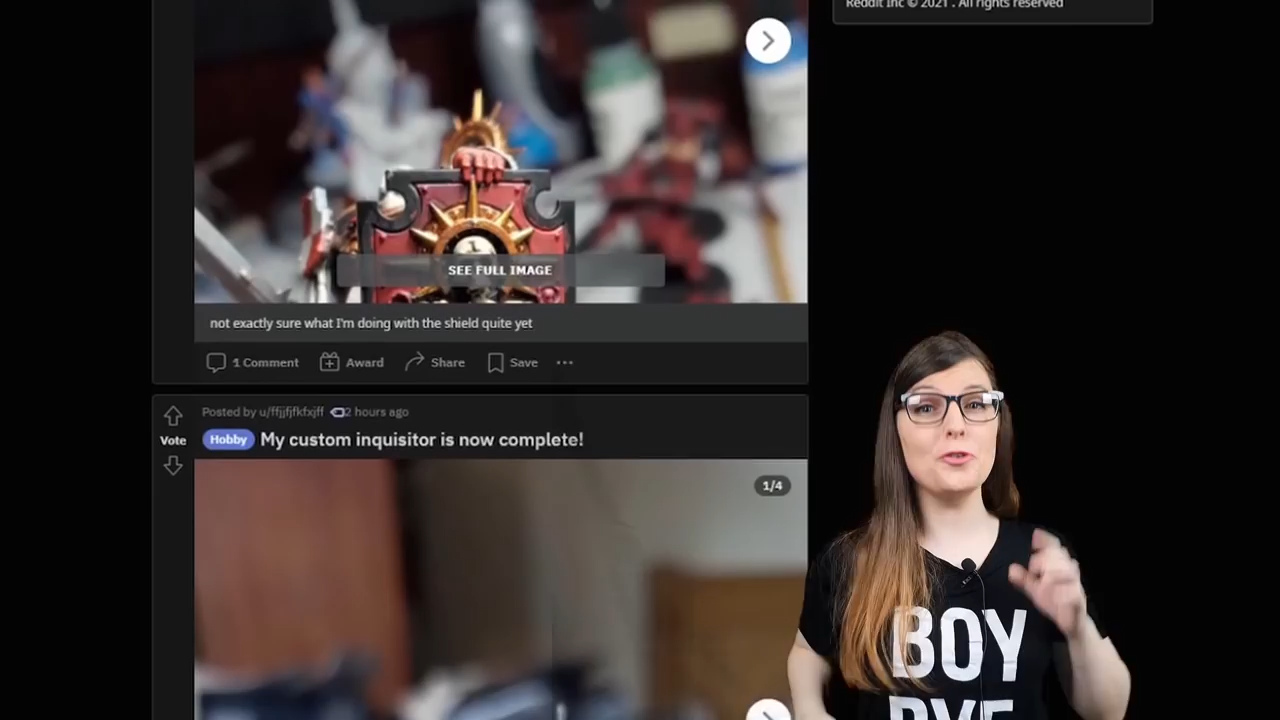 Reddit Inc © 2021 . All rights reserved
SEE FULL IMAGE
not exactly sure what I'm doing with the shield quite yet
1 Comment
Award
Share
Save
Posted by u/ffjjfjfkfxjff 2 hours ago
Vote
Hobby
My custom inquisitor is now complete!
1/4
BOY
BYE